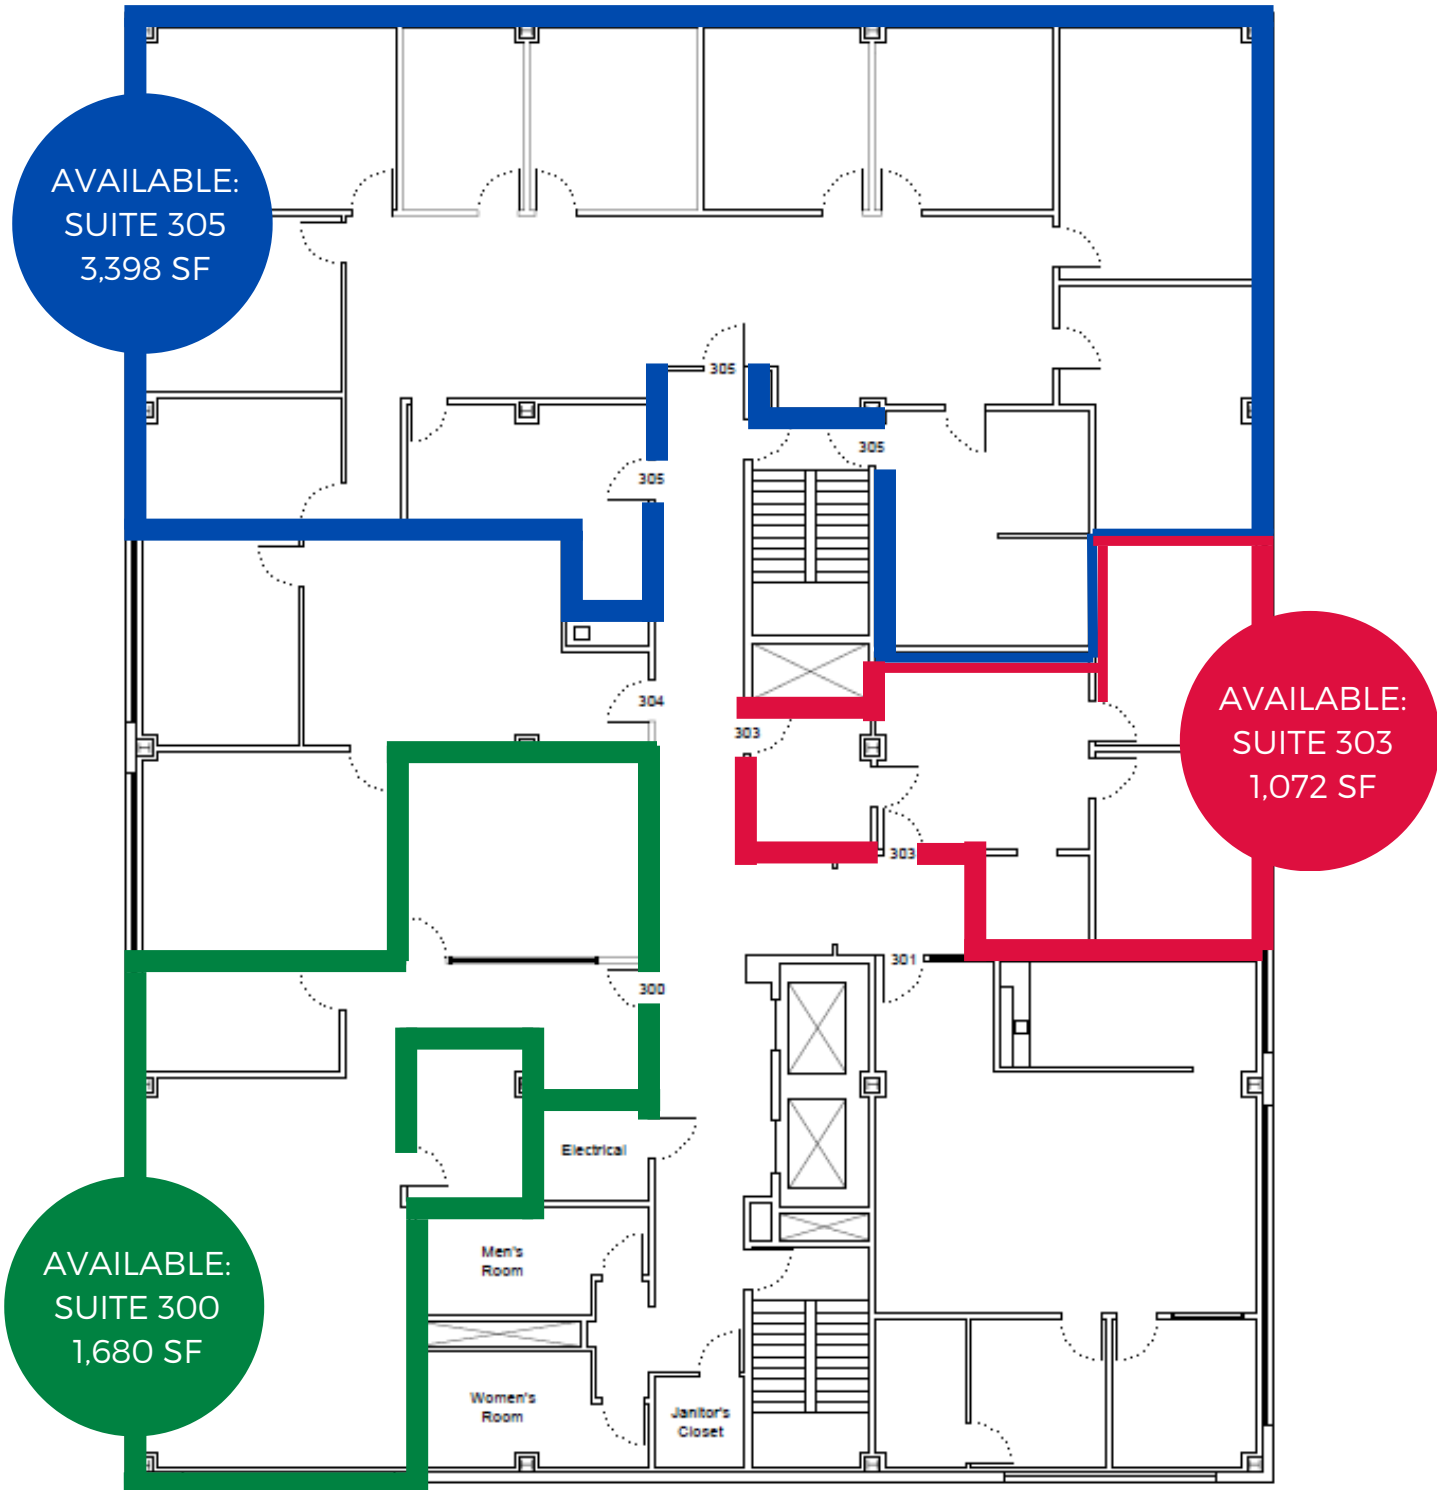 AVAILABLE:
SUITE 305
3,398 SF
305
305
305
AVAILABLE:
SUITE 303
1,072 SF
304
303
303
301
300
Electrical
AVAILABLE:
SUITE 300
1,680 SF
Men's
Room
Women's
Room
Janitor's
Closet